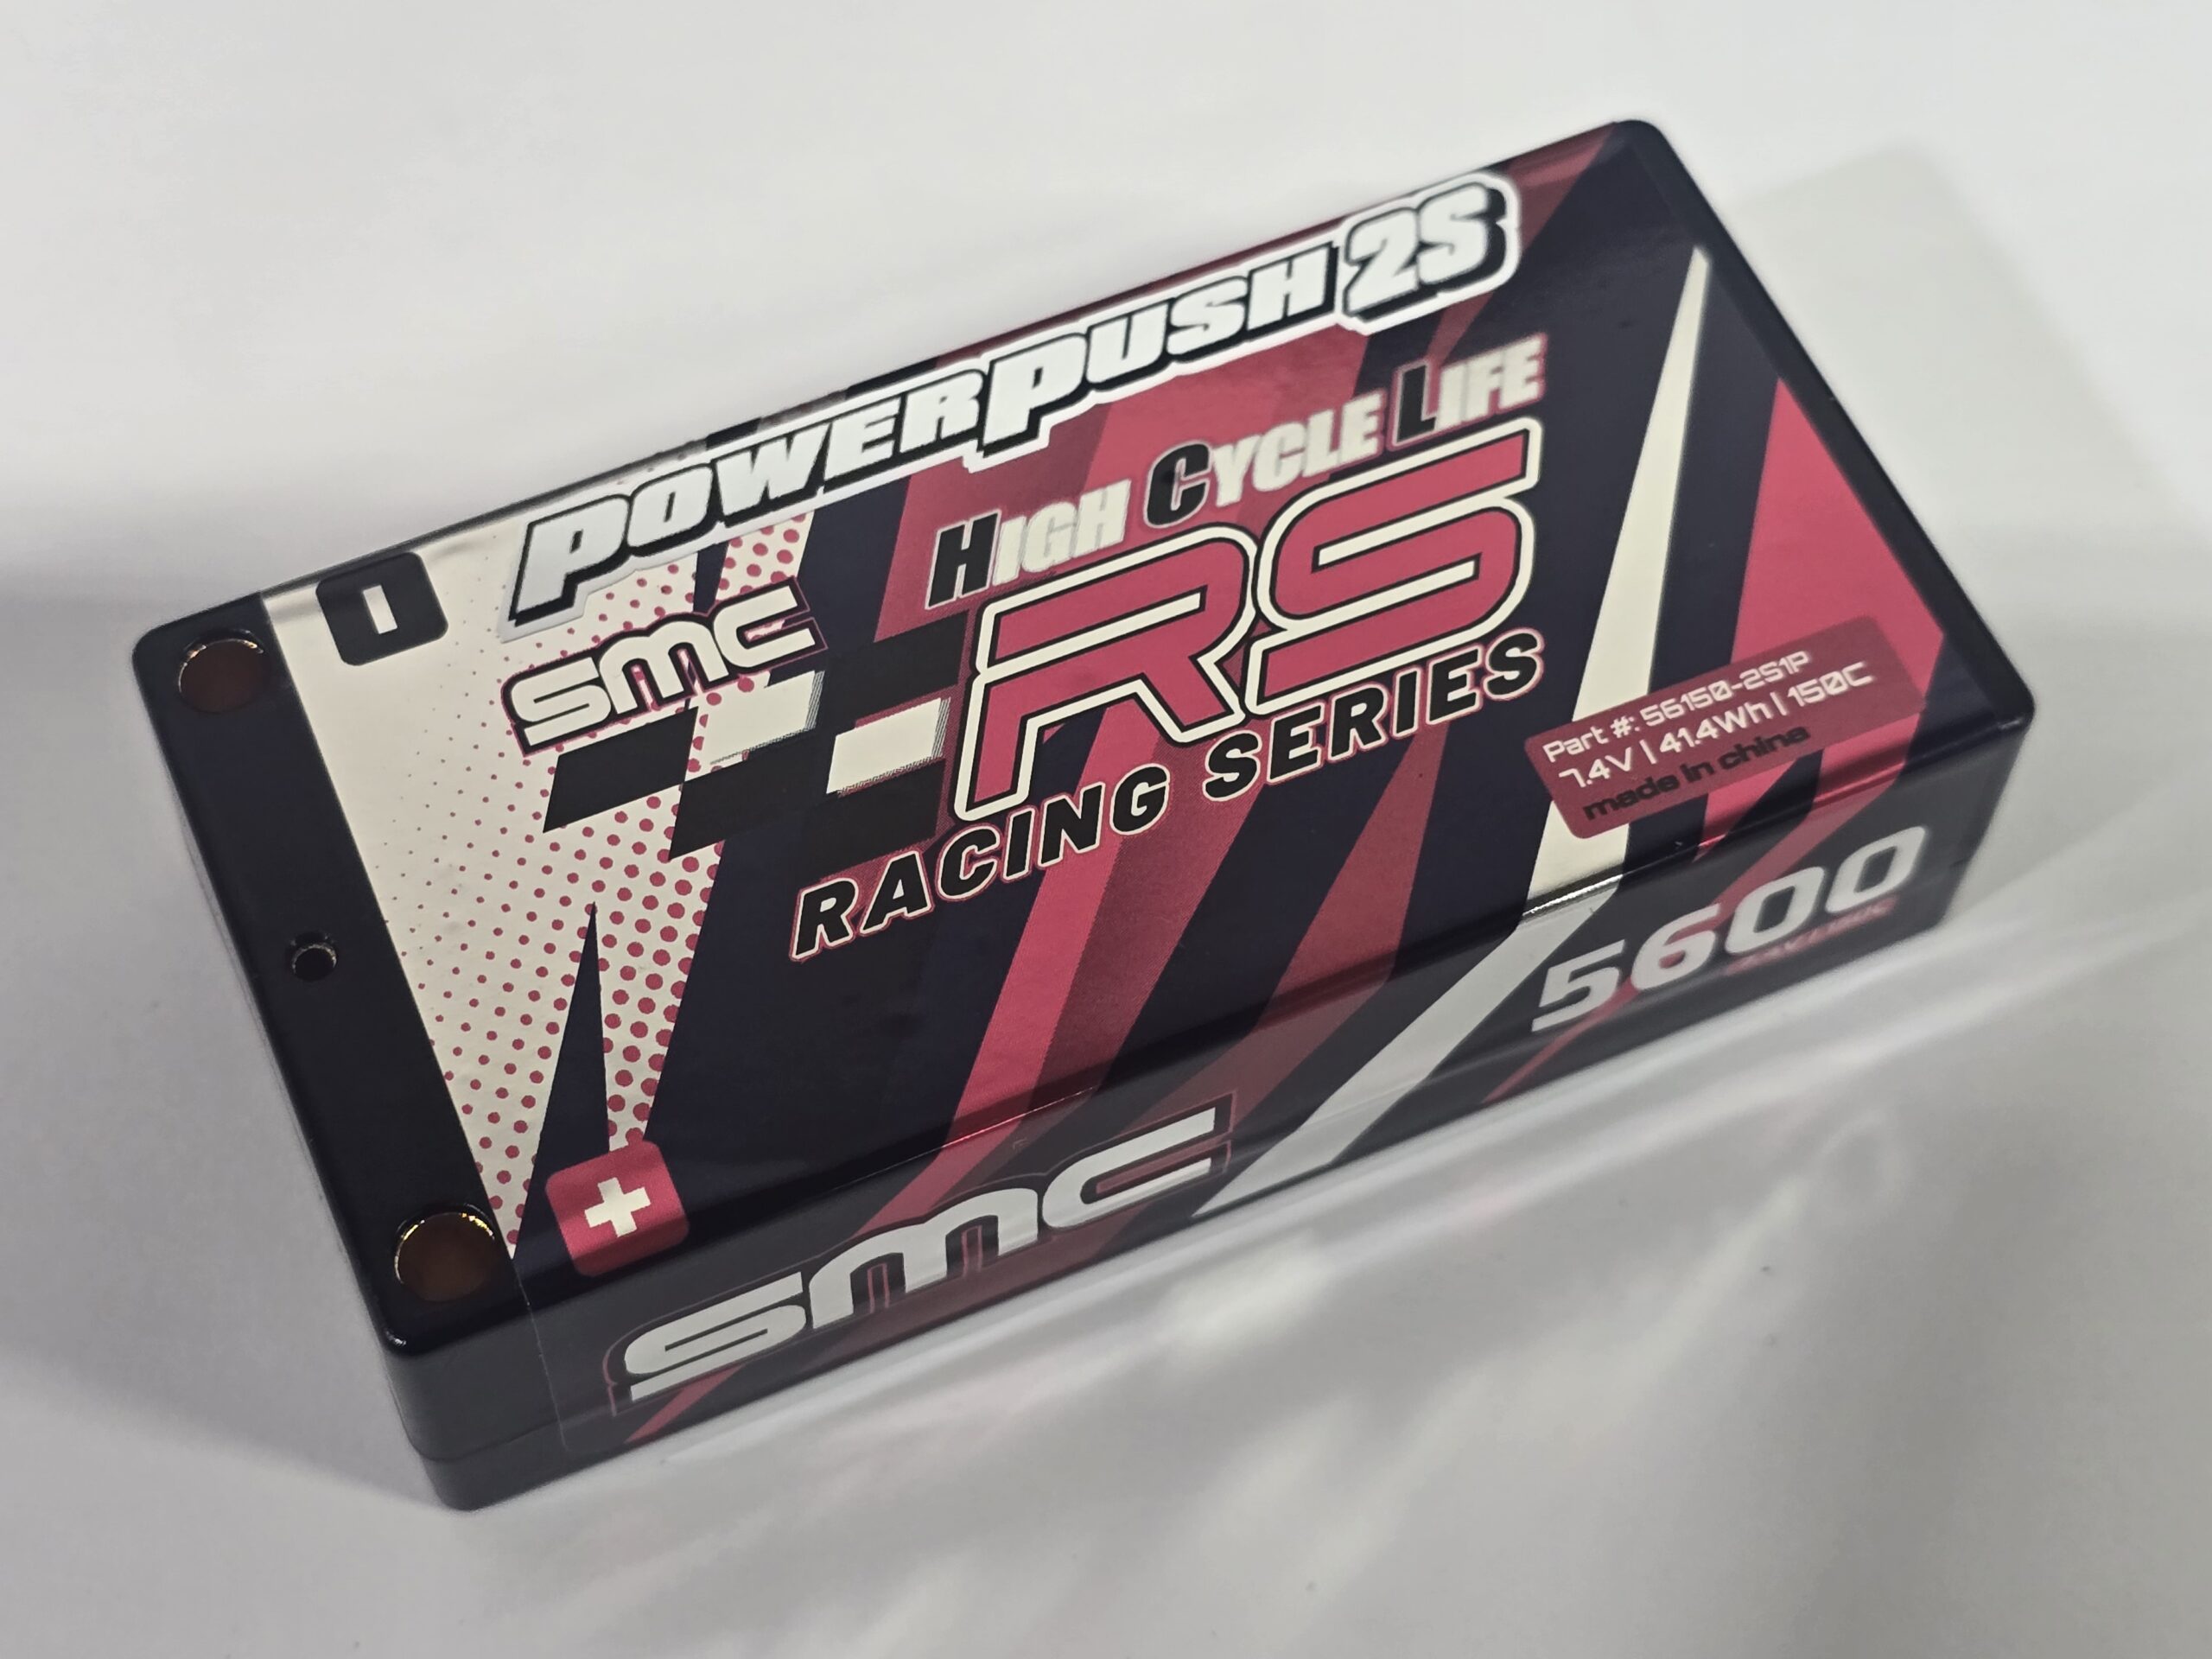 POWERPUSH 2S
HIGH CYCLE LIFE
smc
RS
RACING SERIES
Part #: 56150-2S1P
7.4V | 41.4Wh | 150C
made in china
5600
+
smc